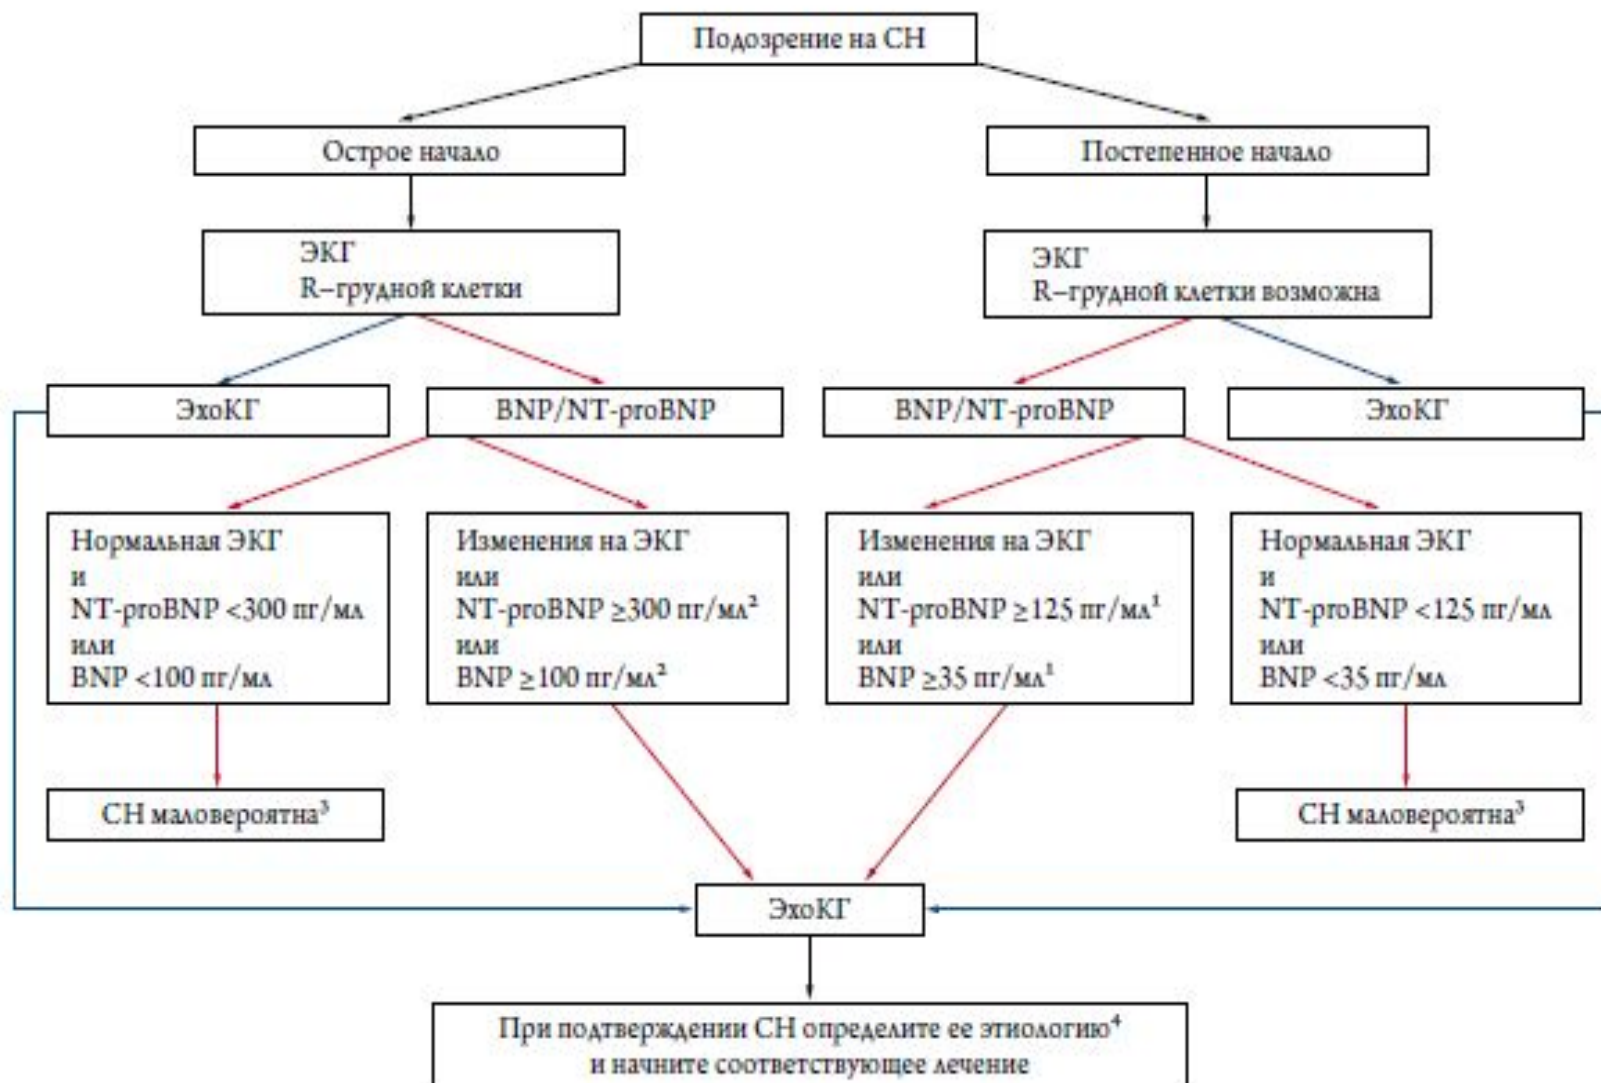 Подозрение на СН
Острое начало
Постепенное начало
ЭКГ
R–грудной клетки
ЭКГ
R–грудной клетки возможна
ЭхоКГ
BNP/NT-proBNP
BNP/NT-proBNP
ЭхоКГ
Нормальная ЭКГ
и
NT-proBNP <300 пг/мл
или
BNP <100 пг/мл
Изменения на ЭКГ
или
NT-proBNP ≥300 пг/мл²
или
BNP ≥100 пг/мл²
Изменения на ЭКГ
или
NT-proBNP ≥125 пг/мл¹
или
BNP ≥35 пг/мл¹
Нормальная ЭКГ
и
NT-proBNP <125 пг/мл
или
BNP <35 пг/мл
СН маловероятна³
СН маловероятна³
ЭхоКГ
При подтверждении СН определите ее этиологию⁴
и начните соответствующее лечение